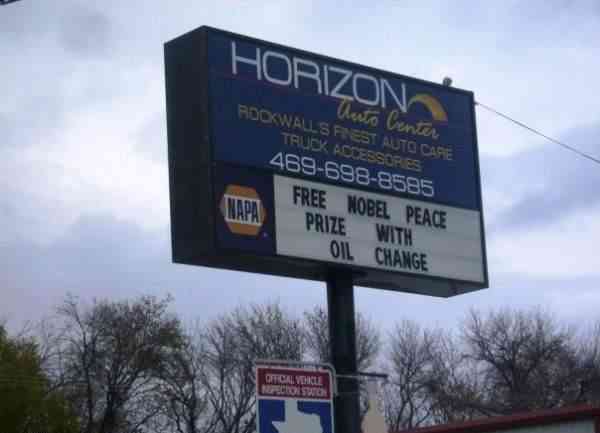 HORIZON
Auto Center
ROCKWALL'S FINEST AUTO CARE
TRUCK ACCESSORIES
469-698-8585
NAPA
FREE NOBEL PEACE
PRIZE WITH
OIL CHANGE
OFFICIAL VEHICLE
INSPECTION STATION